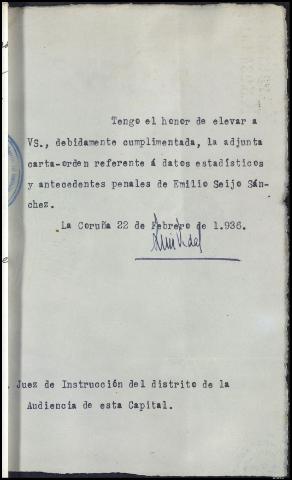 Tengo el honor de elevar a
VS., debidamente cumplimentada, la adjunta
carta-orden referente á datos estadísticos
y antecedentes penales de Emilio Seijo Sán-
chez.
La Coruña 22 de Febrero de 1.936.
. Juez de Instrucción del distrito de la
Audiencia de esta Capital.